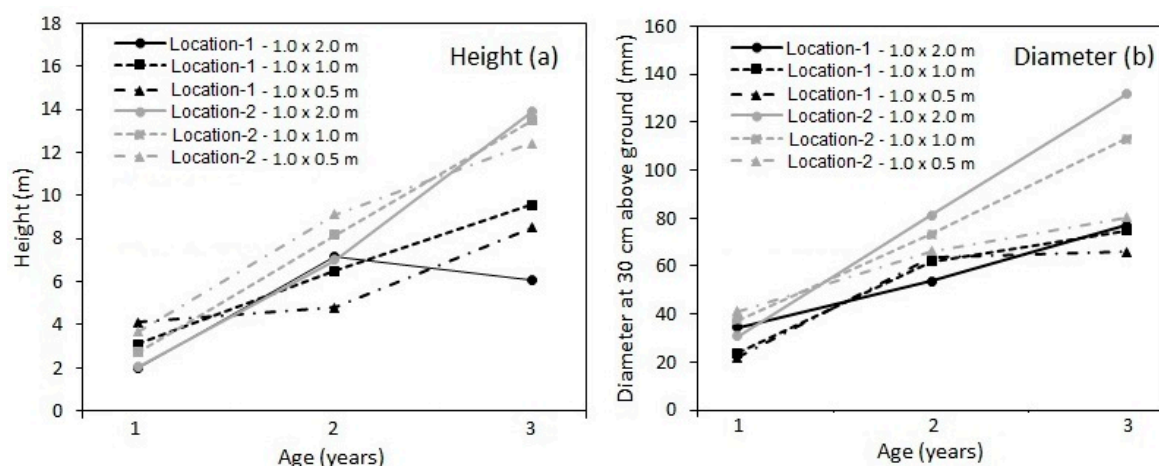 18
16
14
12
10
8
6
4
2
0
Height (m)
Location-1 - 1.0 x 2.0 m
Location-1 - 1.0 x 1.0 m
Location-1 - 1.0 x 0.5 m
Location-2 - 1.0 x 2.0 m
Location-2 - 1.0 x 1.0 m
Location-2 - 1.0 x 0.5 m
Height (a)
1 2 3
Age (years)
160
140
120
100
80
60
40
20
0
Diameter at 30 cm above ground (mm)
Location-1 - 1.0 x 2.0 m
Location-1 - 1.0 x 1.0 m
Location-1 - 1.0 x 0.5 m
Location-2 - 1.0 x 2.0 m
Location-2 - 1.0 x 1.0 m
Location-2 - 1.0 x 0.5 m
Diameter (b)
1 2 3
Age (years)